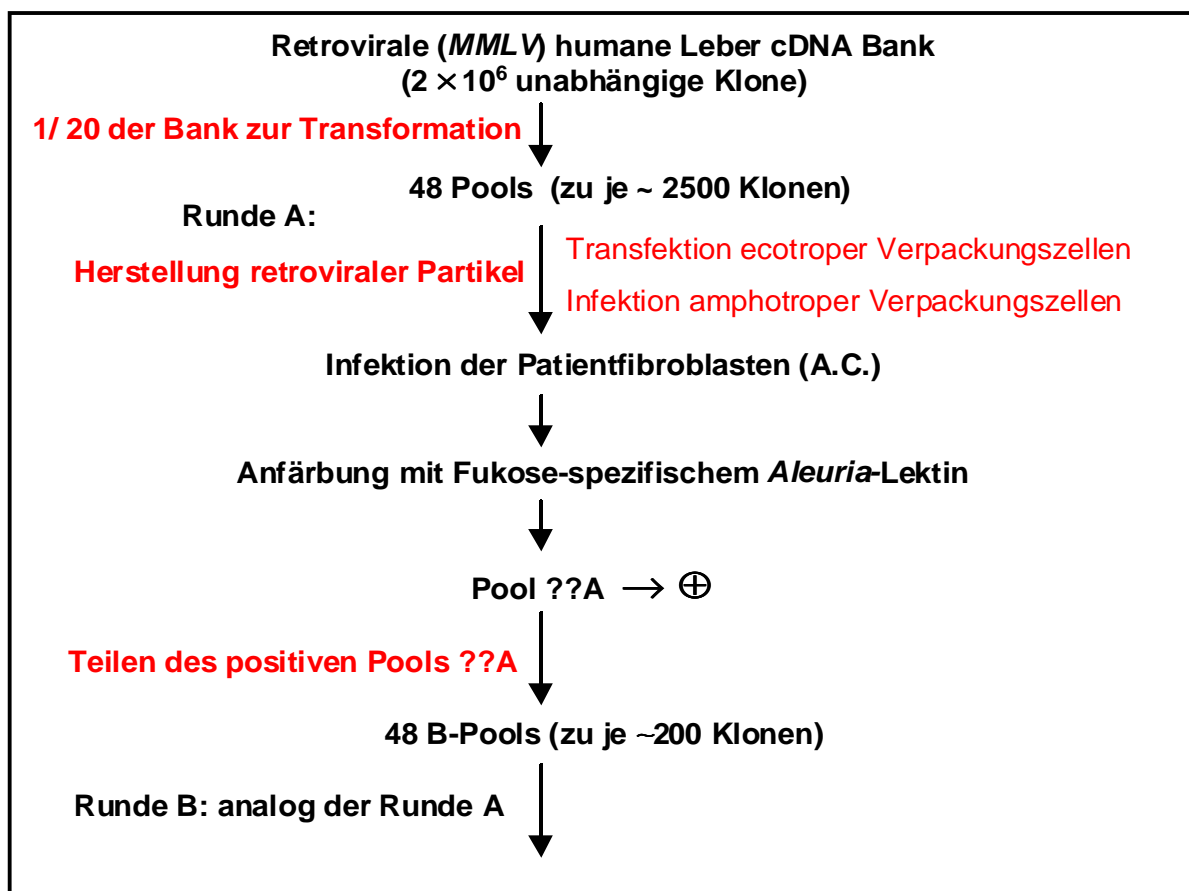 Retrovirale (MMLV) humane Leber cDNA Bank
(2 × 10⁶ unabhängige Klone)
1/ 20 der Bank zur Transformation
48 Pools (zu je ~ 2500 Klonen)
Runde A:
Herstellung retroviraler Partikel
Transfektion ecotroper Verpackungszellen
Infektion amphotroper Verpackungszellen
Infektion der Patientfibroblasten (A.C.)
Anfärbung mit Fukose-spezifischem Aleuria-Lektin
Pool ??A → ⊕
Teilen des positiven Pools ??A
48 B-Pools (zu je ~200 Klonen)
Runde B: analog der Runde A